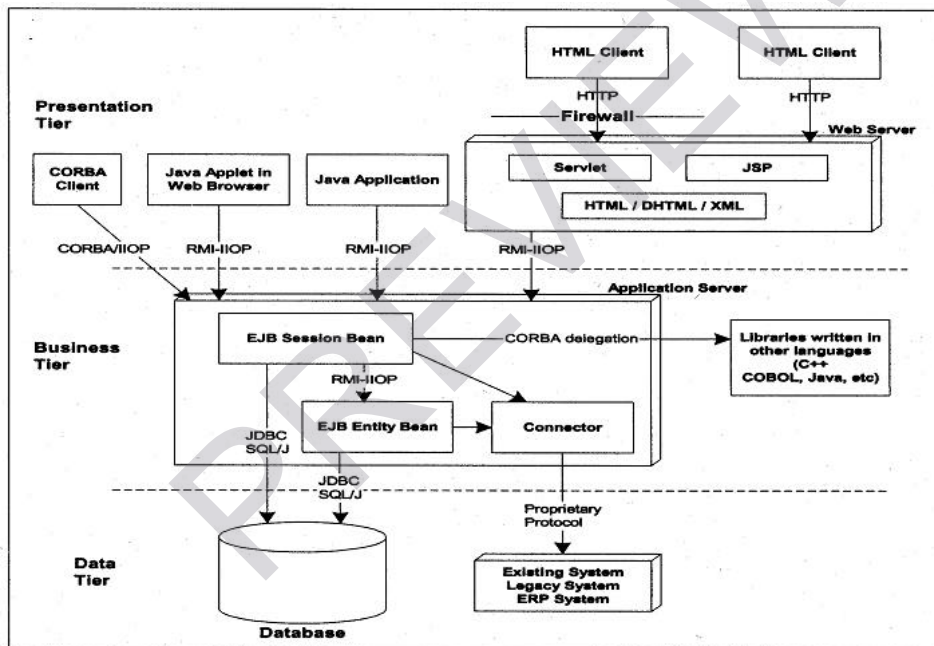 HTML Client
HTML Client
HTTP
HTTP
Presentation
Tier
Firewall
Web Server
CORBA
Client
Java Applet in
Web Browser
Java Application
Servlet
JSP
HTML / DHTML / XML
CORBA/IIOP
RMI-IIOP
RMI-IIOP
RMI-IIOP
Application Server
Business
Tier
EJB Session Bean
CORBA delegation
Libraries written in
other languages
(C++
COBOL, Java, etc)
RMI-IIOP
EJB Entity Bean
Connector
JDBC
SQL/J
JDBC
SQL/J
Proprietary
Protocol
Data
Tier
Existing System
Legacy System
ERP System
Database
PREVIEW